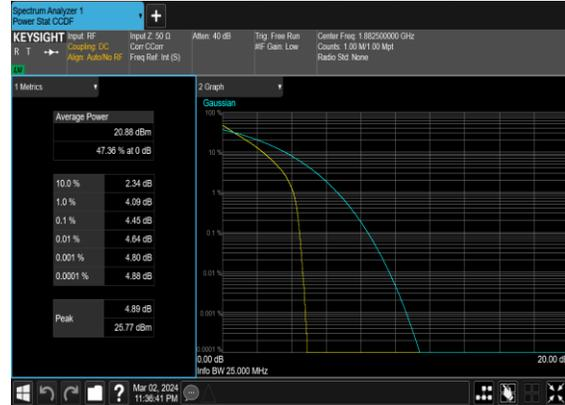 Spectrum Analyzer 1
Power Stat CCDF
+
KEYSIGHT
R T
LXI
Input: RF
Coupling: DC
Align: Auto/No RF
Input Z: 50 Ω
Corr CCorr
Freq Ref: Int (S)
Atten: 40 dB
Trig: Free Run
#IF Gain: Low
Center Freq: 1.882500000 GHz
Counts: 1.00 M/1.00 Mpt
Radio Std: None
1 Metrics
Average Power
20.88 dBm
47.36 % at 0 dB
10.0 % 2.34 dB
1.0 % 4.09 dB
0.1 % 4.45 dB
0.01 % 4.64 dB
0.001 % 4.80 dB
0.0001 % 4.88 dB
Peak
4.89 dB
25.77 dBm
2 Graph
Gaussian
100 %
10 %
1 %
0.1 %
0.01 %
0.001 %
0.0001 %
0.00 dB 20.00 dB
Info BW 25.000 MHz
?
Mar 02, 2024
11:36:41 PM